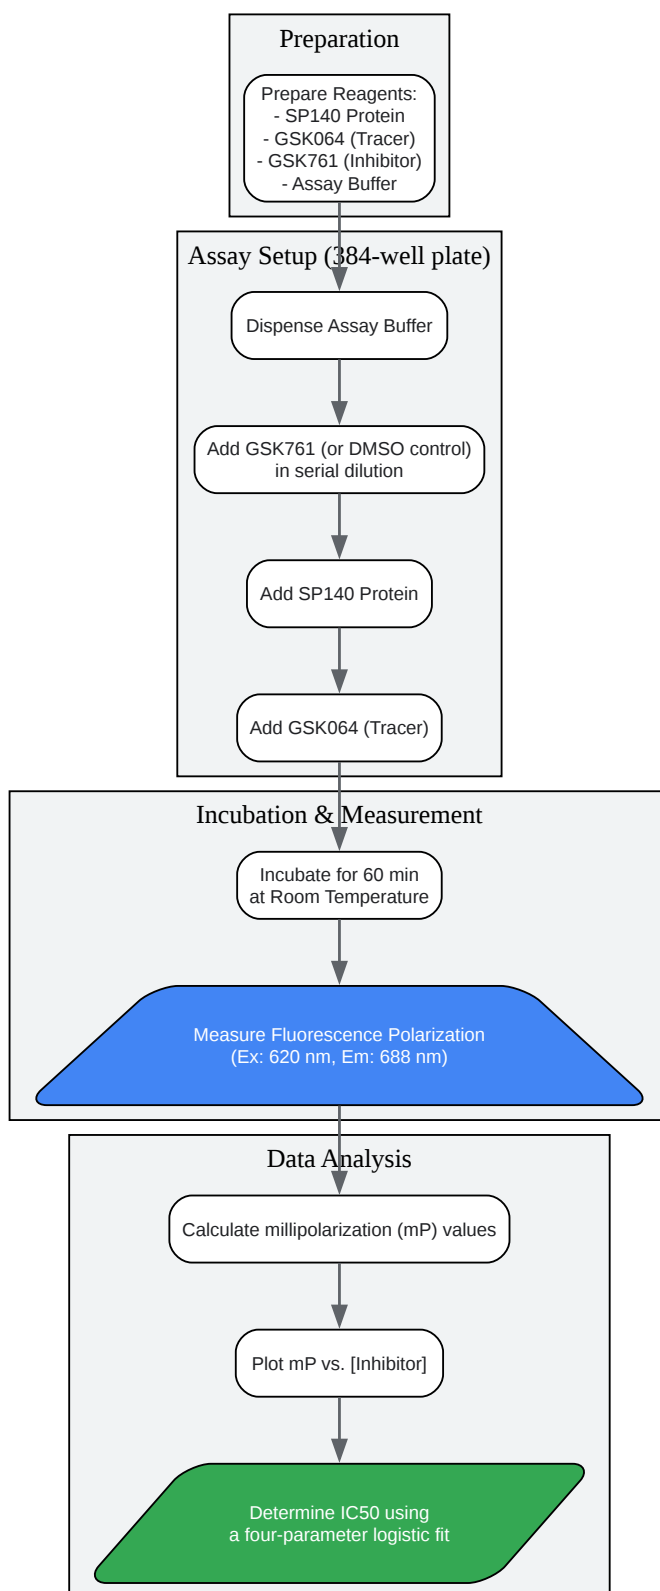 Preparation
Prepare Reagents:
- SP140 Protein
- GSK064 (Tracer)
- GSK761 (Inhibitor)
- Assay Buffer
Assay Setup (384-well plate)
Dispense Assay Buffer
Add GSK761 (or DMSO control)
in serial dilution
Add SP140 Protein
Add GSK064 (Tracer)
Incubation & Measurement
Incubate for 60 min
at Room Temperature
Measure Fluorescence Polarization
(Ex: 620 nm, Em: 688 nm)
Data Analysis
Calculate millipolarization (mP) values
Plot mP vs. [Inhibitor]
Determine IC50 using
a four-parameter logistic fit